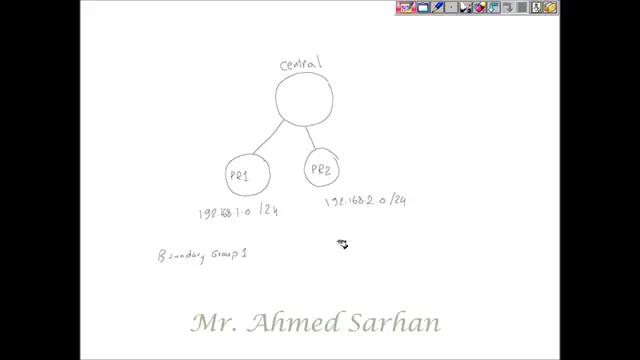 central
PR1
PR2
192.168.1.0 /24
192.168.2.0 /24
Boundary Group 1
Mr. Ahmed Sarhan